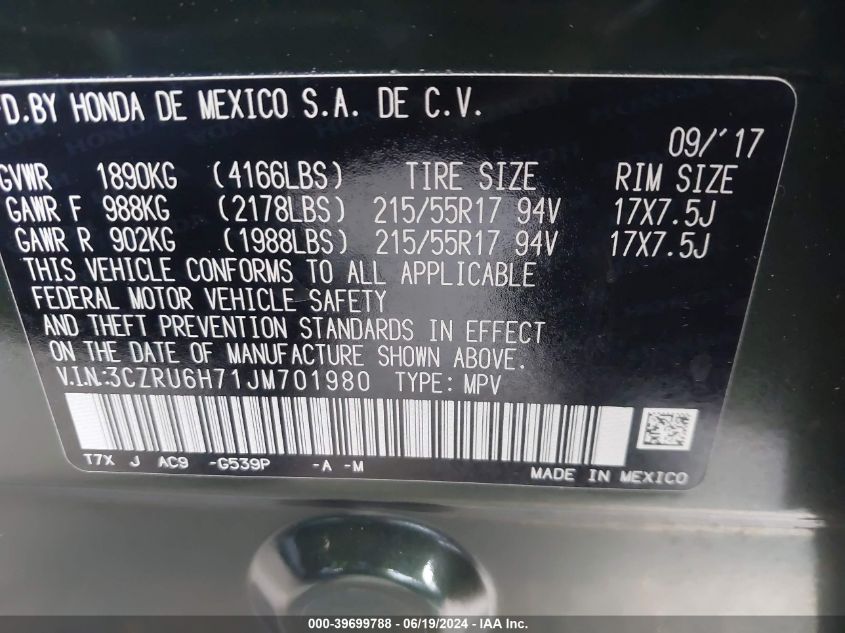 FD.BY HONDA DE MEXICO S.A. DE C.V.
09/'17
GVWR 1890KG (4166LBS) TIRE SIZE RIM SIZE
GAWR F 988KG (2178LBS) 215/55R17 94V 17X7.5J
GAWR R 902KG (1988LBS) 215/55R17 94V 17X7.5J
THIS VEHICLE CONFORMS TO ALL APPLICABLE
FEDERAL MOTOR VEHICLE SAFETY
AND THEFT PREVENTION STANDARDS IN EFFECT
ON THE DATE OF MANUFACTURE SHOWN ABOVE.
V.I.N.:3CZRU6H71JM701980 TYPE: MPV
T7X J AC9 -G539P -A -M
MADE IN MEXICO
000-39699788 - 06/19/2024 - IAA Inc.